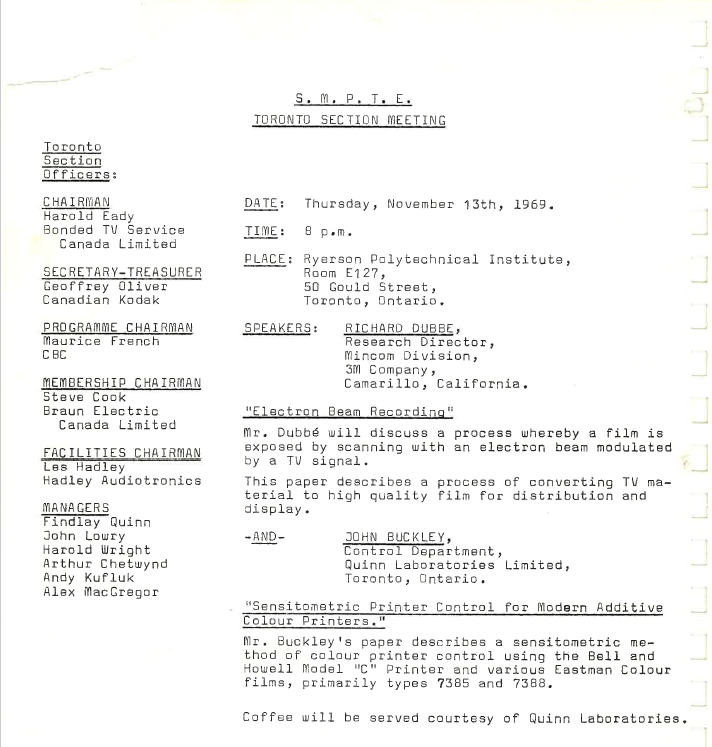 S. M. P. T. E.
TORONTO SECTION MEETING
Toronto
Section
Officers:
CHAIRMAN
Harold Eady
Bonded TV Service
Canada Limited
SECRETARY-TREASURER
Geoffrey Oliver
Canadian Kodak
PROGRAMME CHAIRMAN
Maurice French
CBC
MEMBERSHIP CHAIRMAN
Steve Cook
Braun Electric
Canada Limited
FACILITIES CHAIRMAN
Les Hadley
Hadley Audiotronics
MANAGERS
Findlay Quinn
John Lowry
Harold Wright
Arthur Chetwynd
Andy Kufluk
Alex MacGregor
DATE: Thursday, November 13th, 1969.
TIME: 8 p.m.
PLACE: Ryerson Polytechnical Institute,
Room E127,
50 Gould Street,
Toronto, Ontario.
SPEAKERS: RICHARD DUBBE,
Research Director,
Mincom Division,
3M Company,
Camarillo, California.
"Electron Beam Recording"
Mr. Dubbé will discuss a process whereby a film is
exposed by scanning with an electron beam modulated
by a TV signal.
This paper describes a process of converting TV ma-
terial to high quality film for distribution and
display.
-AND- JOHN BUCKLEY,
Control Department,
Quinn Laboratories Limited,
Toronto, Ontario.
"Sensitometric Printer Control for Modern Additive
Colour Printers."
Mr. Buckley's paper describes a sensitometric me-
thod of colour printer control using the Bell and
Howell Model "C" Printer and various Eastman Colour
films, primarily types 7385 and 7388.
Coffee will be served courtesy of Quinn Laboratories.